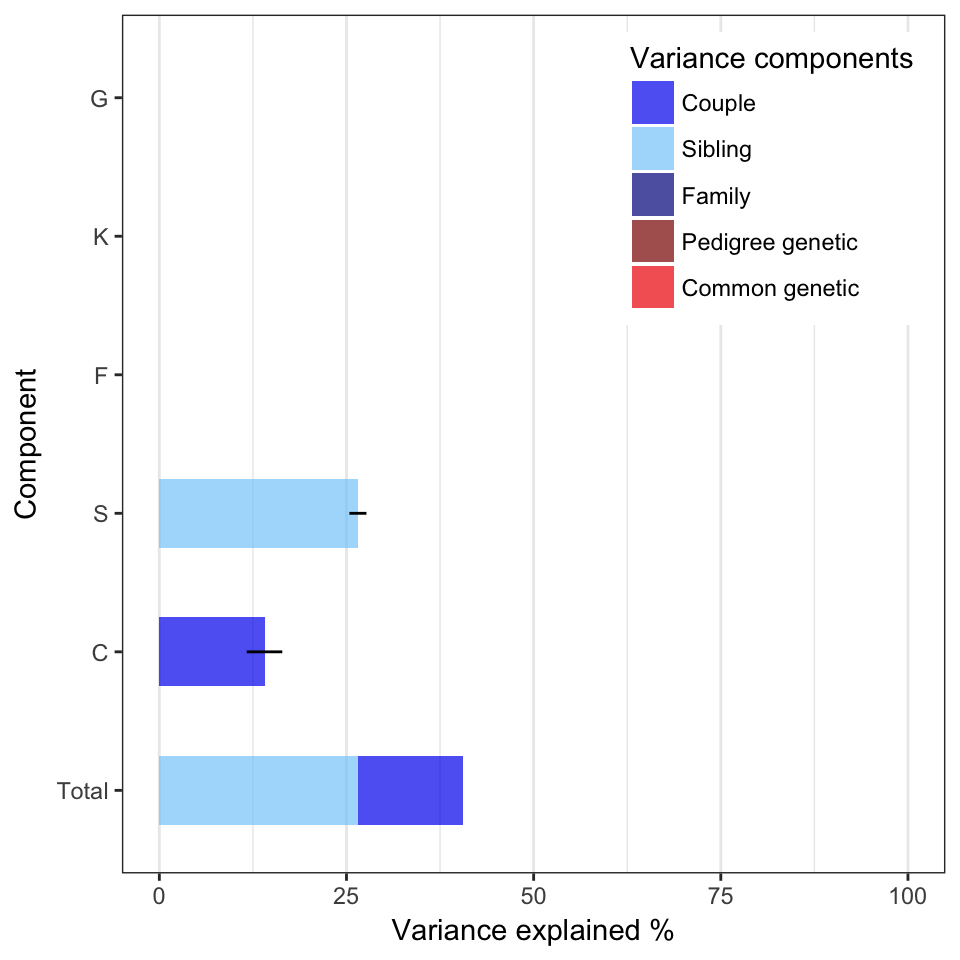 Variance components
Couple
Sibling
Family
Pedigree genetic
Common genetic
Component
G
K
F
S
C
Total
0
25
50
75
100
Variance explained %